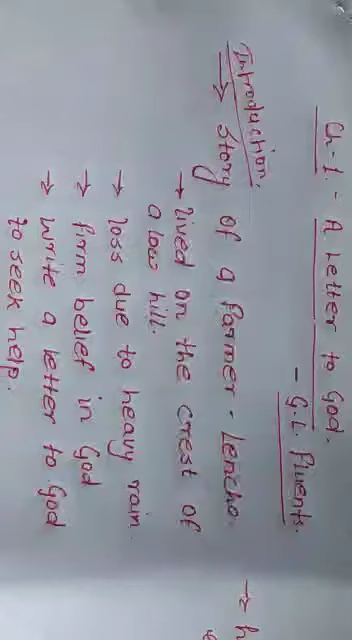 Ch-1. - A Letter to God.
- G.L. Fluents.
Introduction.
→ Story of a farmer - Lencho.
→ lived on the crest of
a low hill.
→ loss due to heavy rain.
→ firm belief in God
→ write a letter to God
to seek help.
→ h